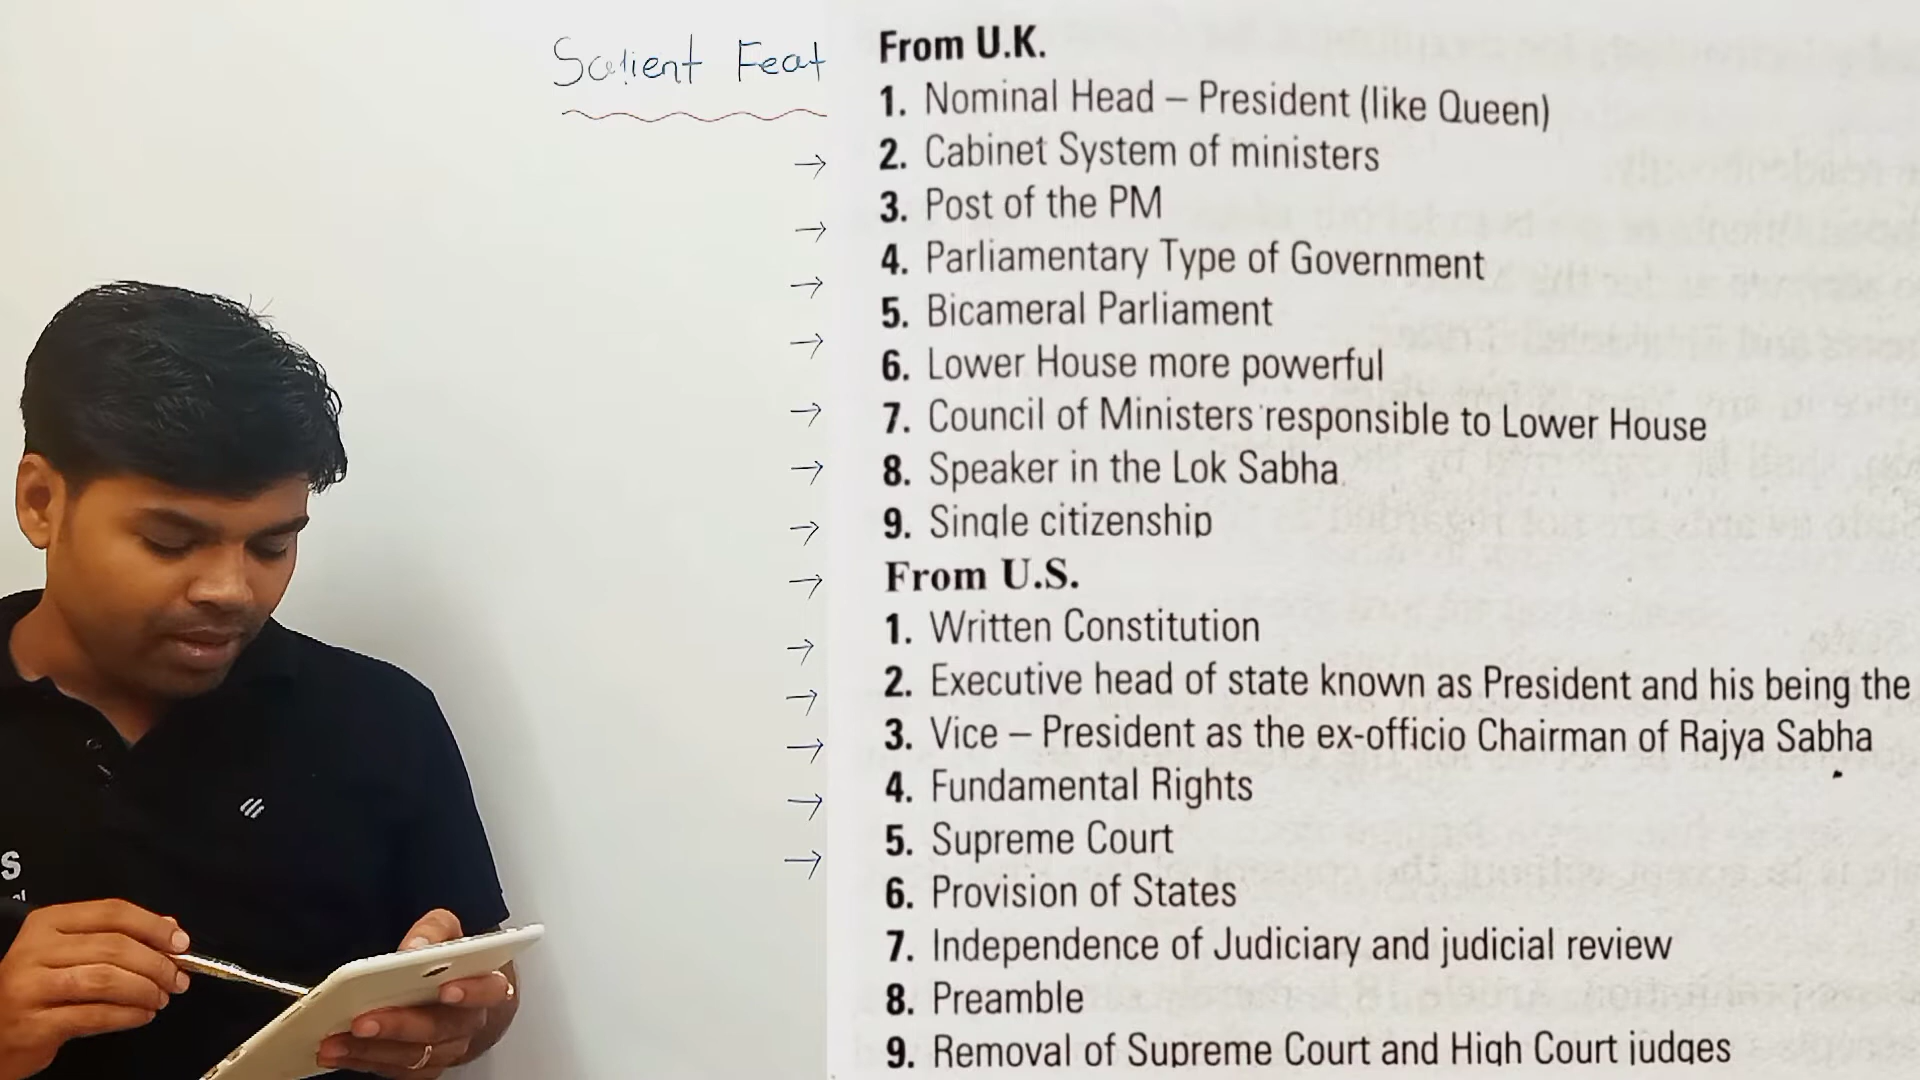 Salient Feat
From U.K.
1. Nominal Head – President (like Queen)
2. Cabinet System of ministers
3. Post of the PM
4. Parliamentary Type of Government
5. Bicameral Parliament
6. Lower House more powerful
7. Council of Ministers responsible to Lower House
8. Speaker in the Lok Sabha
9. Single citizenship
From U.S.
1. Written Constitution
2. Executive head of state known as President and his being the
3. Vice – President as the ex-officio Chairman of Rajya Sabha
4. Fundamental Rights
5. Supreme Court
6. Provision of States
7. Independence of Judiciary and judicial review
8. Preamble
9. Removal of Supreme Court and High Court judges